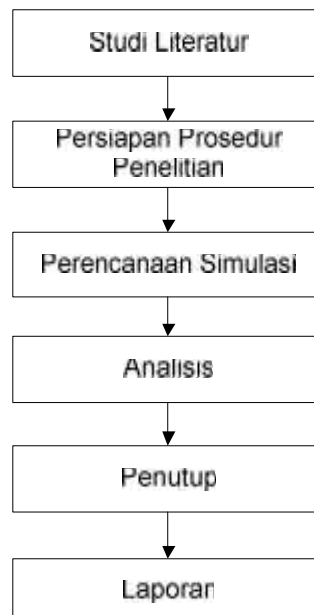 Studi Literatur
Persiapan Prosedur
Penelitian
Perencanaan Simulasi
Analisis
Penutup
Laporan